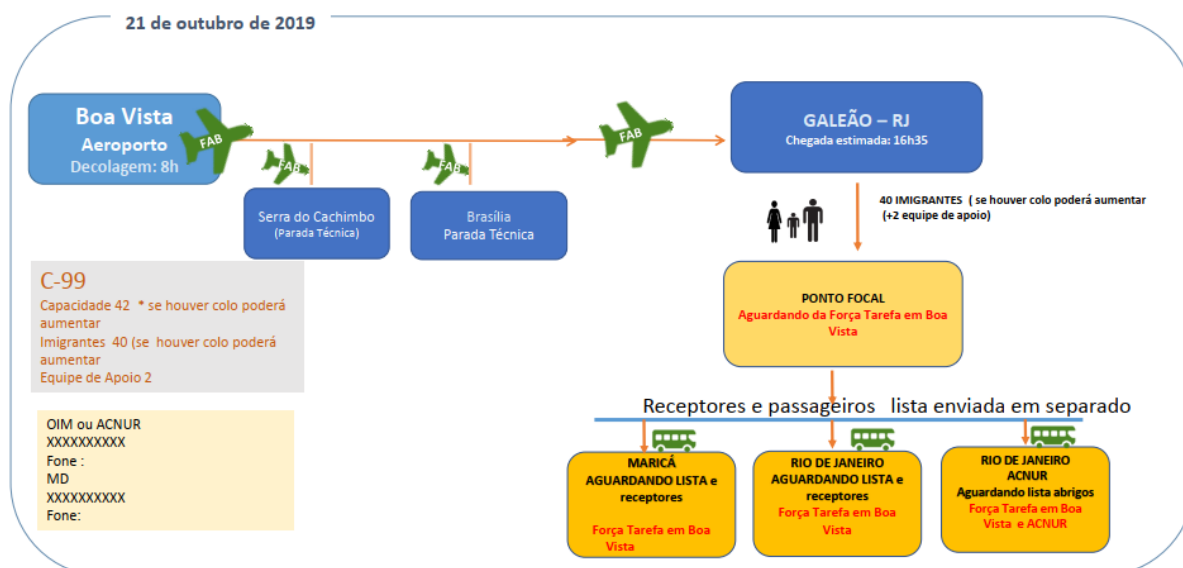 21 de outubro de 2019
Boa Vista
Aeroporto
Decolagem: 8h
FAB
FAB
FAB
FAB
GALEÃO – RJ
Chegada estimada: 16h35
Serra do Cachimbo
(Parada Técnica)
Brasília
Parada Técnica
40 IMIGRANTES ( se houver colo poderá aumentar
(+2 equipe de apoio)
C-99
Capacidade 42 * se houver colo poderá
aumentar
Imigrantes 40 (se houver colo poderá
aumentar
Equipe de Apoio 2
PONTO FOCAL
Aguardando da Força Tarefa em Boa
Vista
OIM ou ACNUR
XXXXXXXXXX
Fone :
MD
XXXXXXXXXX
Fone:
Receptores e passageiros lista enviada em separado
MARICÁ
AGUARDANDO LISTA e
receptores
Força Tarefa em Boa
Vista
RIO DE JANEIRO
AGUARDANDO LISTA e
receptores
Força Tarefa em Boa
Vista
RIO DE JANEIRO
ACNUR
Aguardando lista abrigos
Força Tarefa em Boa
Vista e ACNUR